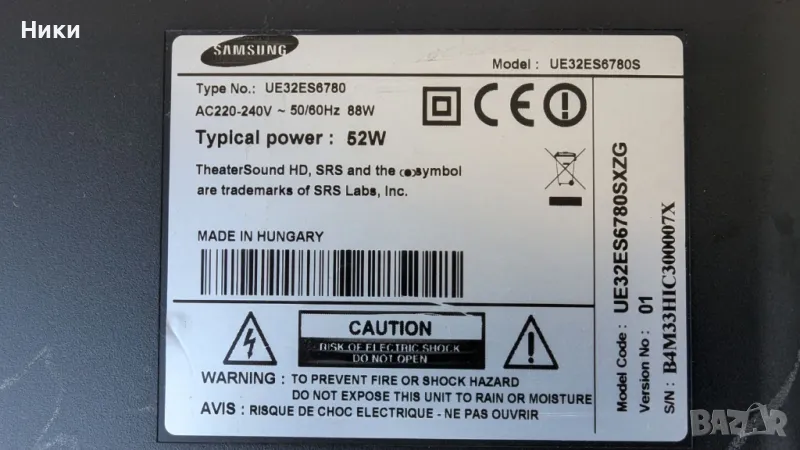 Ники
SAMSUNG
Model : UE32ES6780S
Type No.: UE32ES6780
AC220-240V ~ 50/60Hz 88W
Typical power : 52W
TheaterSound HD, SRS and the (●) symbol
are trademarks of SRS Labs, Inc.
MADE IN HUNGARY
CAUTION
RISK OF ELECTRIC SHOCK
DO NOT OPEN
WARNING : TO PREVENT FIRE OR SHOCK HAZARD
DO NOT EXPOSE THIS UNIT TO RAIN OR MOISTURE
AVIS : RISQUE DE CHOC ELECTRIQUE - NE PAS OUVRIR
Model Code : UE32ES6780SXZG
Version No : 01
S/N : B4M33HIC300007X
BAZAR